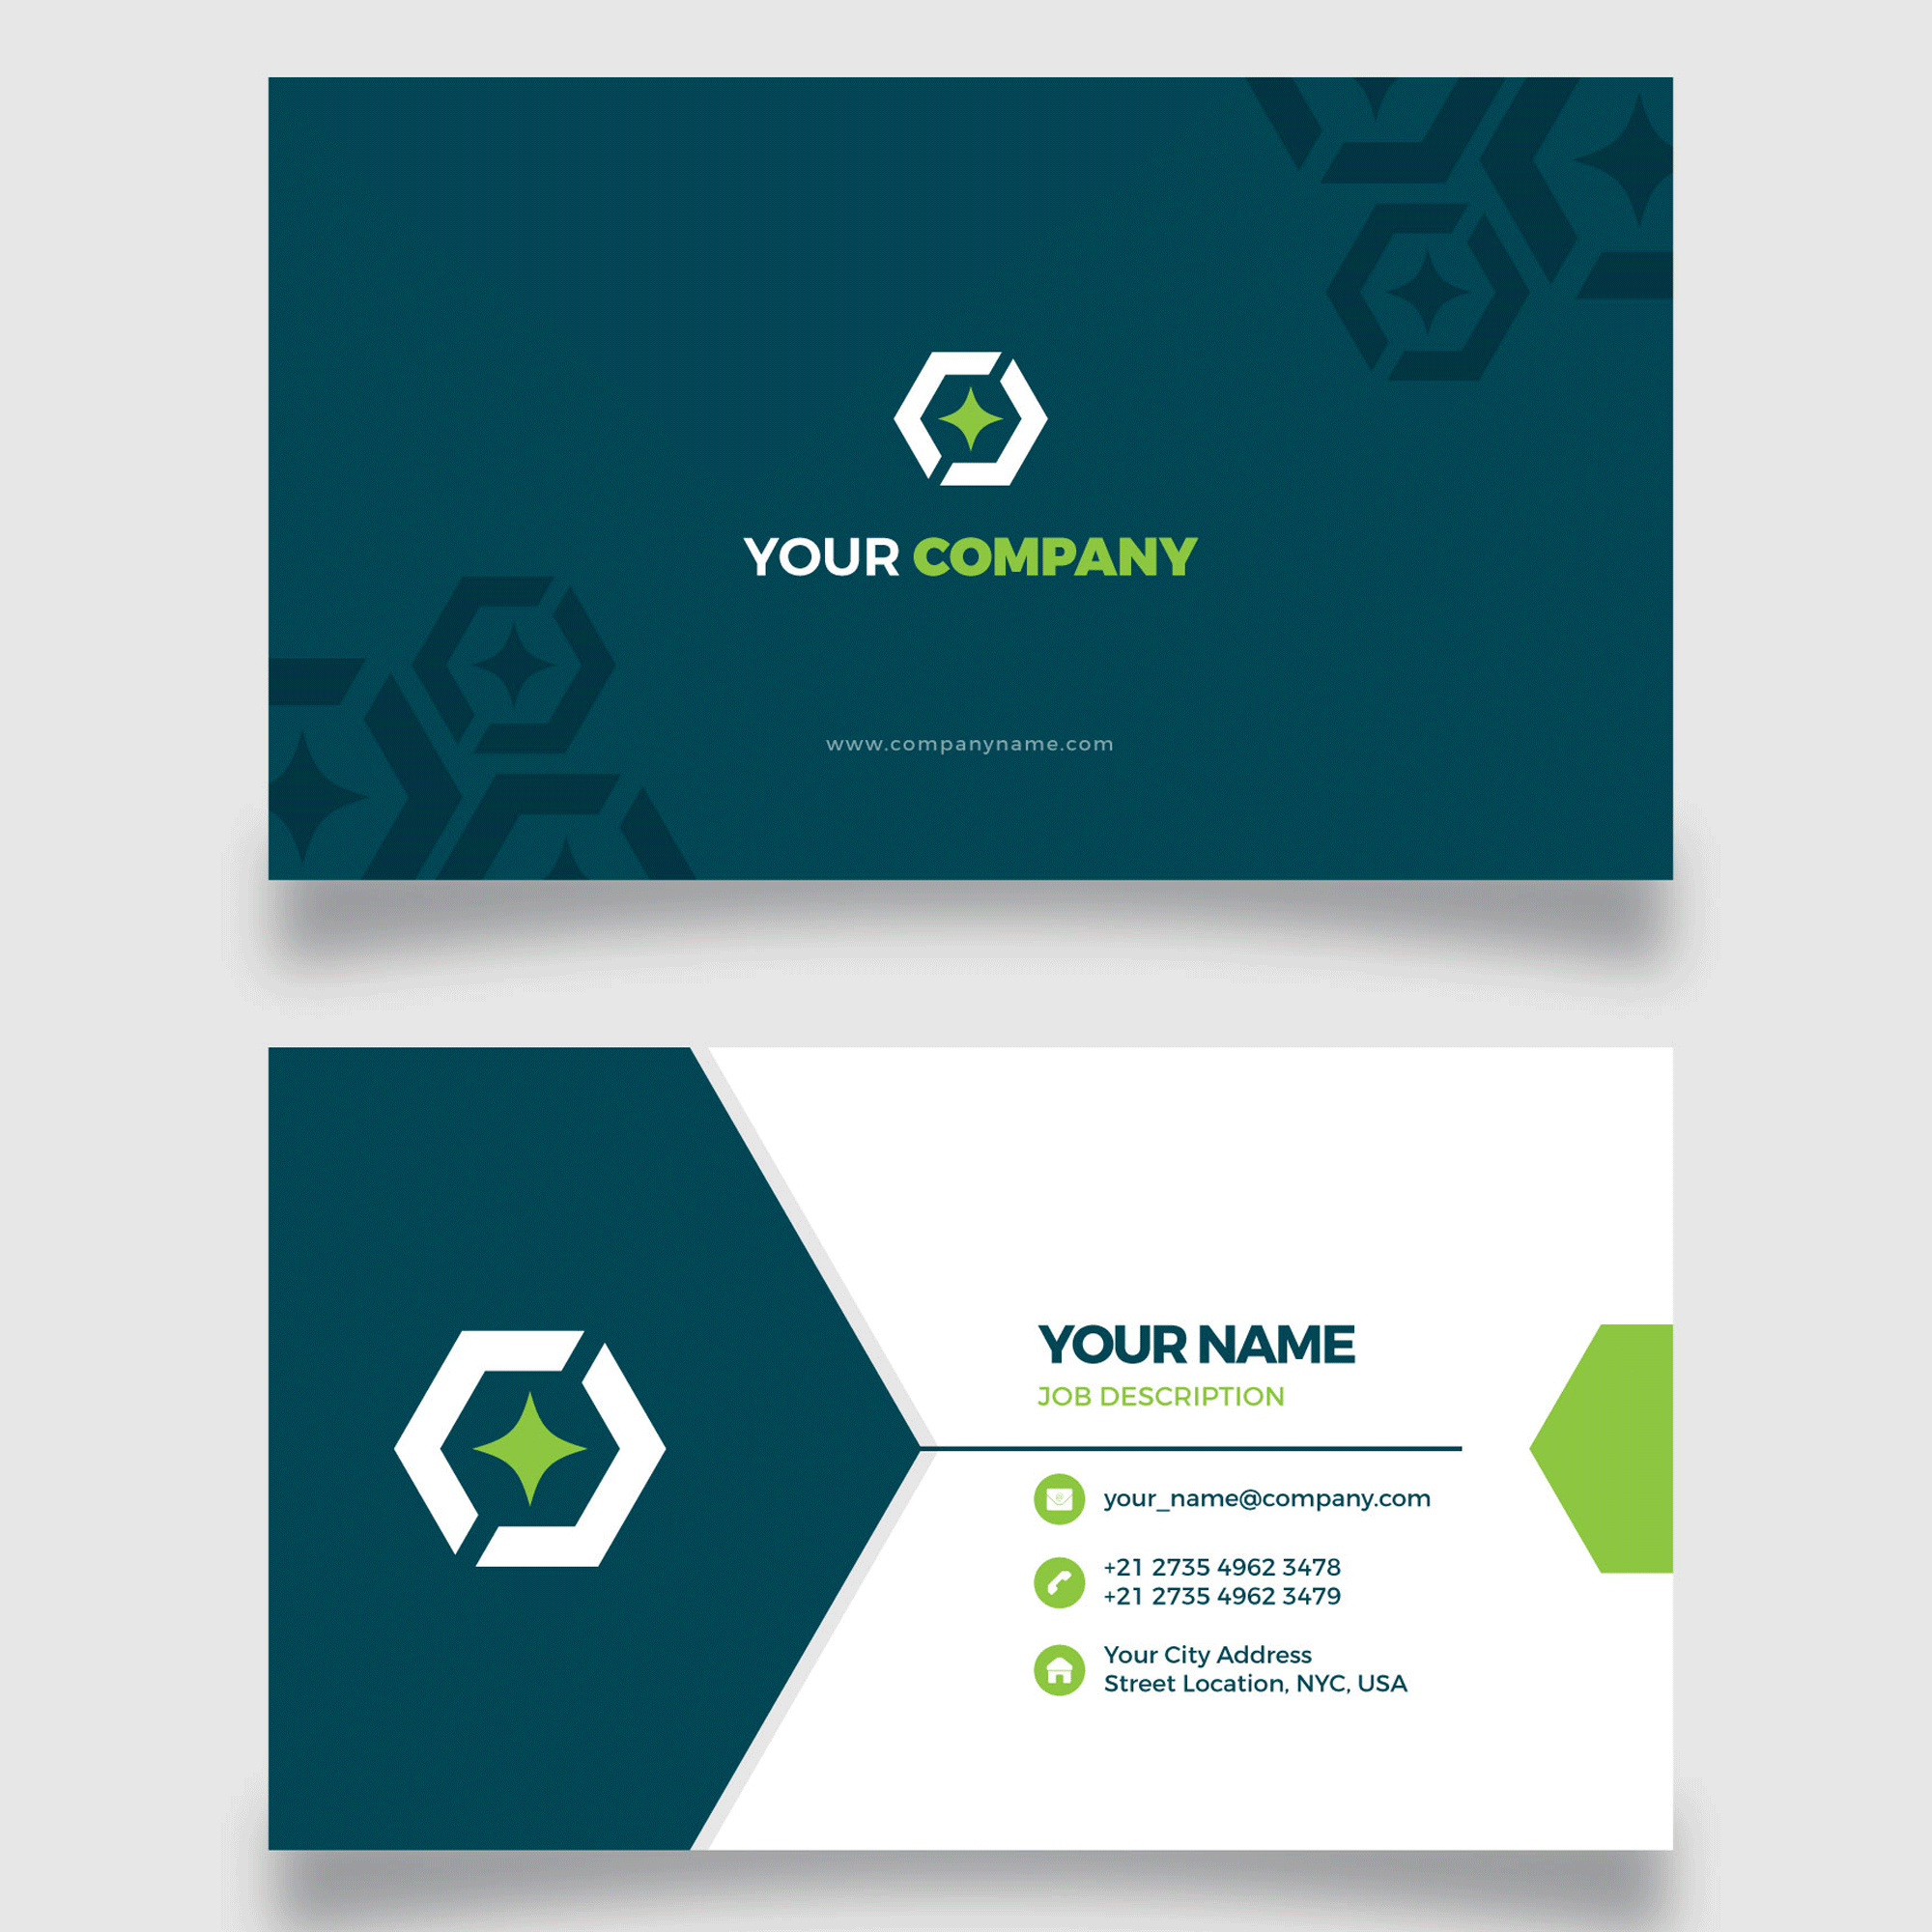 YOUR COMPANY
www.companyname.com
YOUR NAME
JOB DESCRIPTION
your_name@company.com
+21 2735 4962 3478
+21 2735 4962 3479
Your City Address
Street Location, NYC, USA